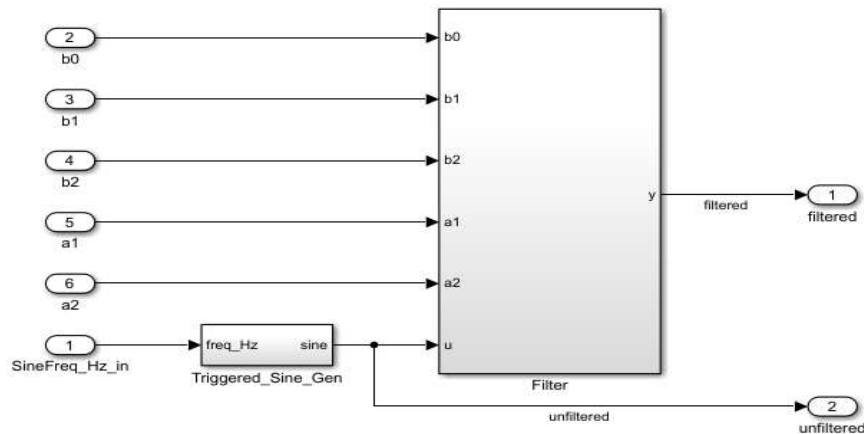 2
b0
b0
3
b1
b1
4
b2
b2
5
a1
a1
6
a2
a2
y
filtered
1
filtered
1
SineFreq_Hz_in
freq_Hz
sine
Triggered_Sine_Gen
u
Filter
unfiltered
2
unfiltered